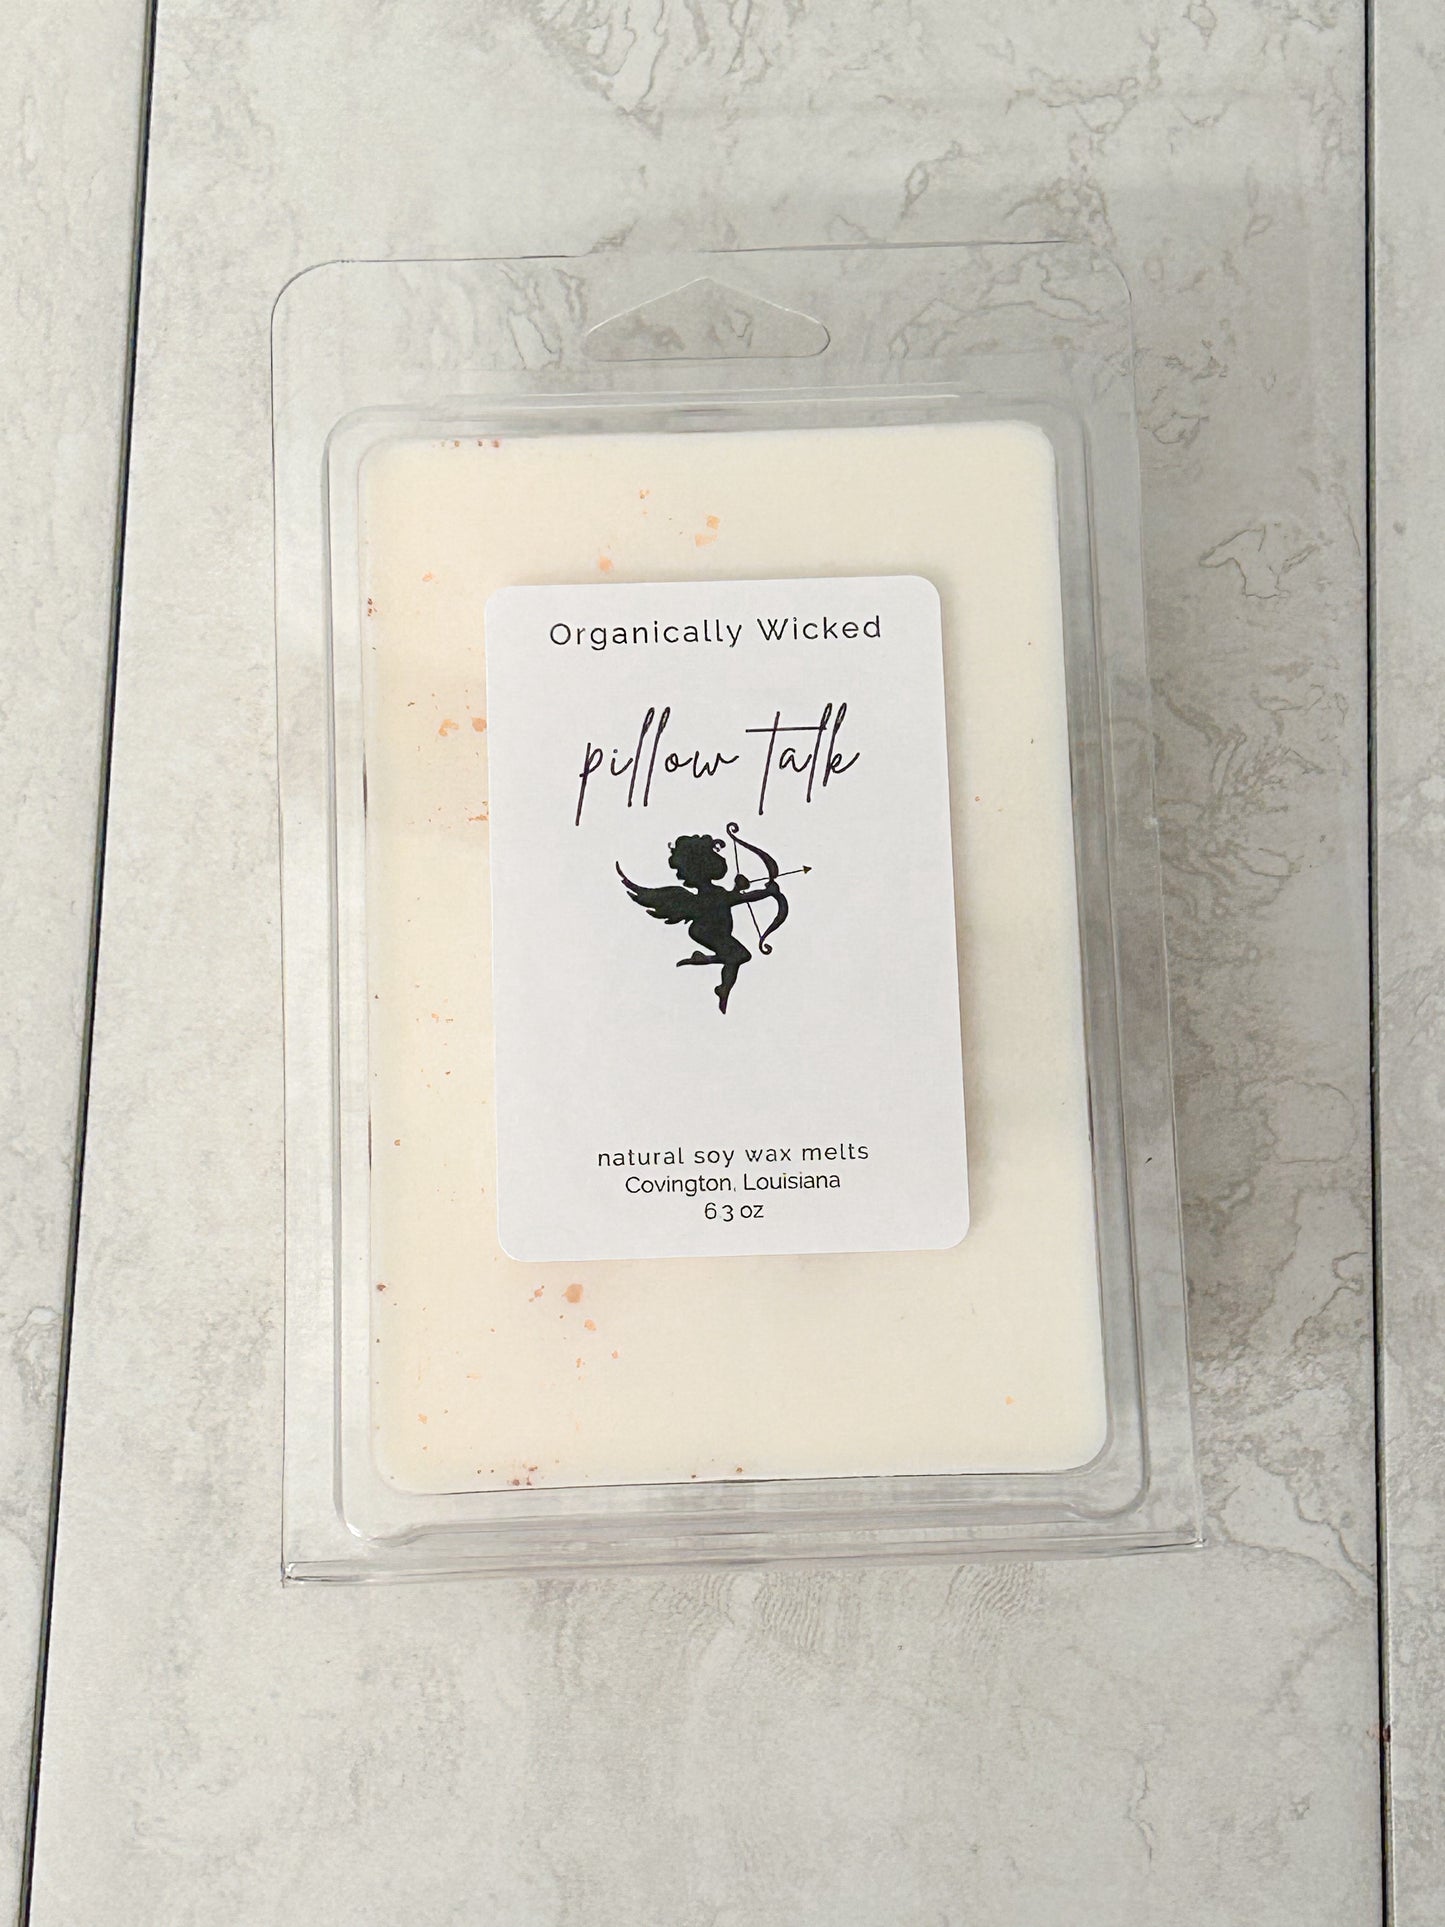 Organically Wicked
pillow talk
natural soy wax melts
Covington, Louisiana
6.3 oz